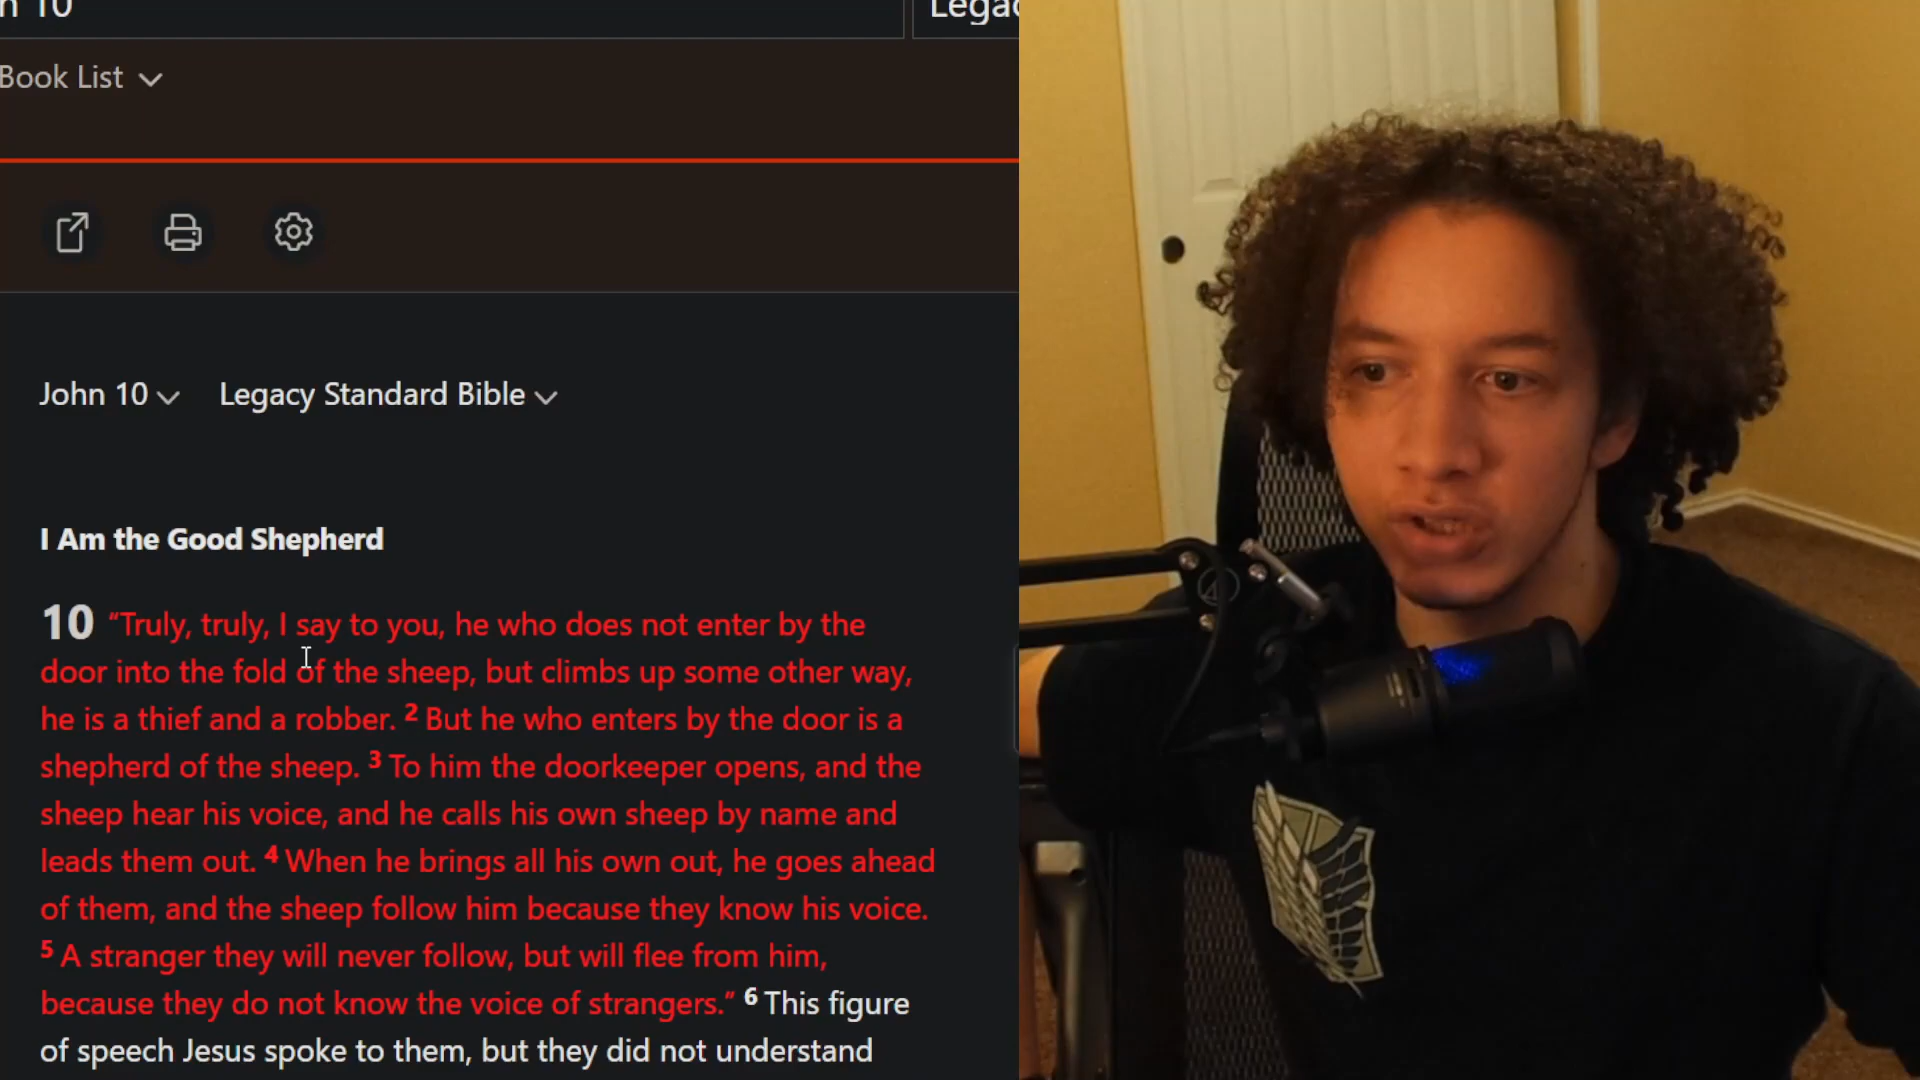 10
Book List
John 10 Legacy Standard Bible
I Am the Good Shepherd
10 “Truly, truly, I say to you, he who does not enter by the
door into the fold of the sheep, but climbs up some other way,
he is a thief and a robber. 2 But he who enters by the door is a
shepherd of the sheep. 3 To him the doorkeeper opens, and the
sheep hear his voice, and he calls his own sheep by name and
leads them out. 4 When he brings all his own out, he goes ahead
of them, and the sheep follow him because they know his voice.
5 A stranger they will never follow, but will flee from him,
because they do not know the voice of strangers.” 6 This figure
of speech Jesus spoke to them, but they did not understand